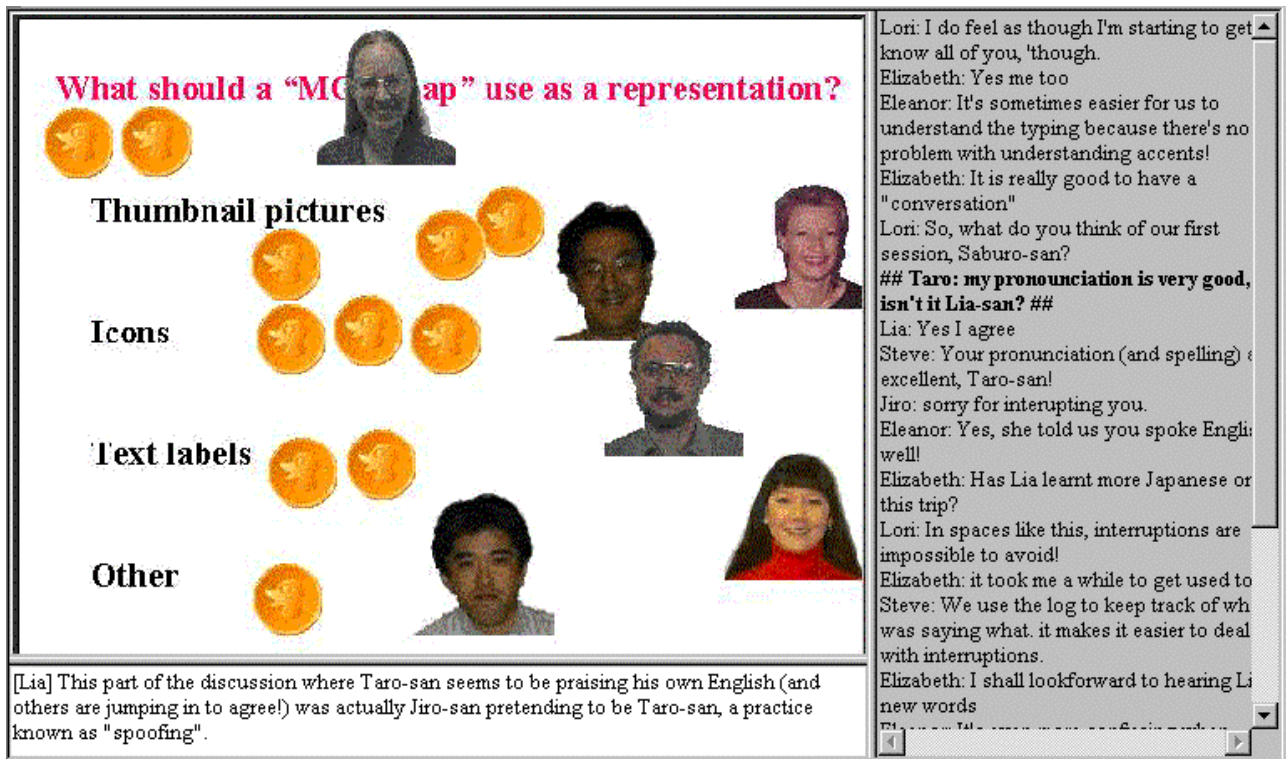 What should a “MO ap” use as a representation?
Thumbnail pictures
Icons
Text labels
Other
[Lia] This part of the discussion where Taro-san seems to be praising his own English (and
others are jumping in to agree!) was actually Jiro-san pretending to be Taro-san, a practice
known as "spoofing".
Lori: I do feel as though I'm starting to get
know all of you, 'though.
Elizabeth: Yes me too
Eleanor: It's sometimes easier for us to
understand the typing because there's no
problem with understanding accents!
Elizabeth: It is really good to have a
"conversation"
Lori: So, what do you think of our first
session, Saburo-san?
## Taro: my pronounciation is very good,
isn't it Lia-san? ##
Lia: Yes I agree
Steve: Your pronunciation (and spelling)
excellent, Taro-san!
Jiro: sorry for interupting you.
Eleanor: Yes, she told us you spoke
well!
Elizabeth: Has Lia learnt more Japanese
this trip?
Lori: In spaces like this, interruptions are
impossible to avoid!
Elizabeth: it took me a while to get used to
Steve: We use the log to keep track of
was saying what. it makes it easier to deal
with interruptions.
Elizabeth: I shall lookforward to hearing
new words